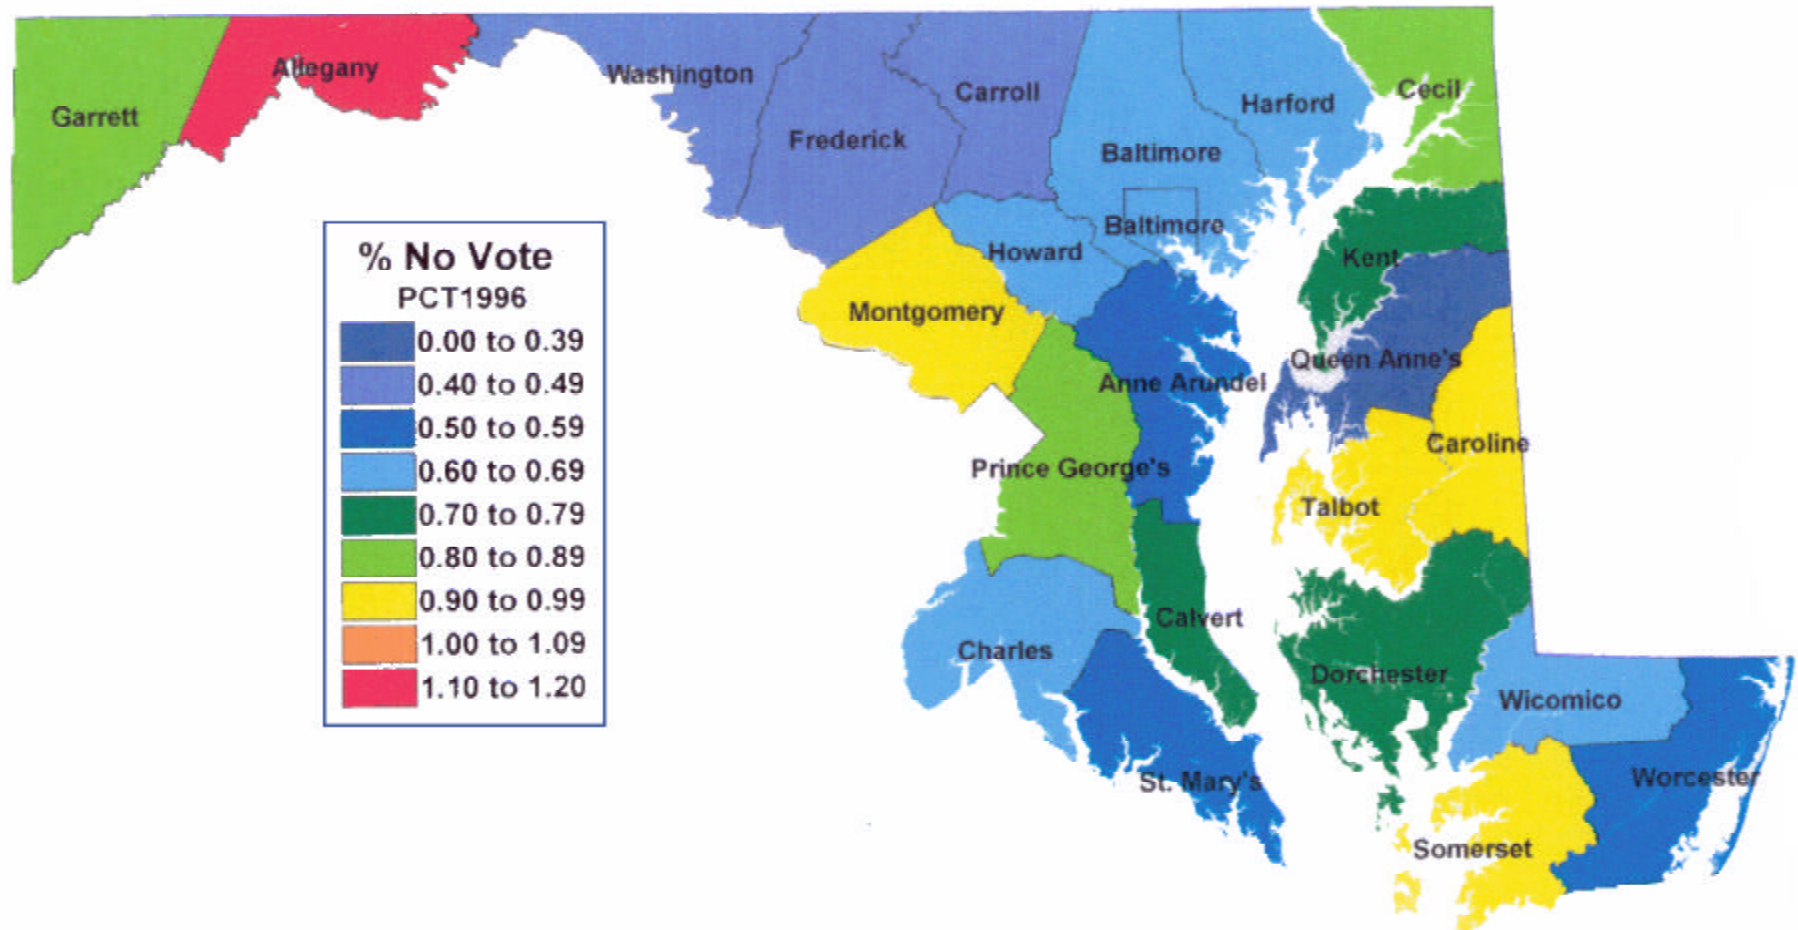 Garrett
Allegany
Washington
Frederick
Carroll
Baltimore
Harford
Cecil
Baltimore
Howard
Montgomery
Kent
Queen Anne's
Anne Arundel
Prince George's
Caroline
Talbot
Calvert
Charles
St. Mary's
Dorchester
Wicomico
Worcester
Somerset
% No Vote
PCT1996
0.00 to 0.39
0.40 to 0.49
0.50 to 0.59
0.60 to 0.69
0.70 to 0.79
0.80 to 0.89
0.90 to 0.99
1.00 to 1.09
1.10 to 1.20